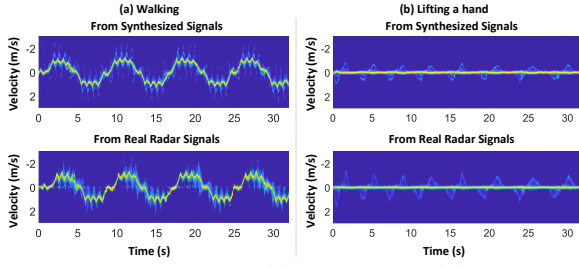 (a) Walking
From Synthesized Signals
Velocity (m/s)
-2
0
2
0 5 10 15 20 25 30
From Real Radar Signals
Velocity (m/s)
-2
0
2
0 5 10 15 20 25 30
Time (s)
(b) Lifting a hand
From Synthesized Signals
Velocity (m/s)
-2
0
2
0 5 10 15 20 25 30
From Real Radar Signals
Velocity (m/s)
-2
0
2
0 5 10 15 20 25 30
Time (s)